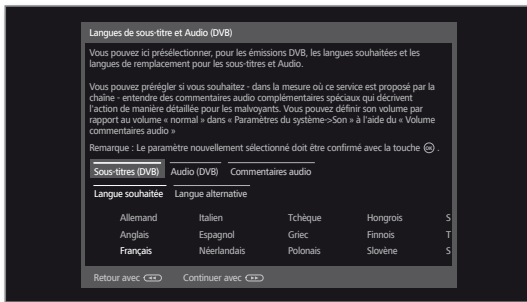 Langues de sous-titre et Audio (DVB)
Vous pouvez ici présélectionner, pour les émissions DVB, les langues souhaitées et les
langues de remplacement pour les sous-titres et Audio.
Vous pouvez prérégler si vous souhaitez - dans la mesure où ce service est proposé par la
chaîne - entendre des commentaires audio complémentaires spéciaux qui décrivent
l'action de manière détaillée pour les malvoyants. Vous pouvez définir son volume par
rapport au volume « normal » dans « Paramètres du système->Son » à l'aide du « Volume
commentaires audio »
Remarque : Le paramètre nouvellement sélectionné doit être confirmé avec la touche OK .
Sous-titres (DVB) Audio (DVB) Commentaires audio
Langue souhaitée Langue alternative
Allemand Italien Tchèque Hongrois S
Anglais Espagnol Grec Finnois T
Français Néerlandais Polonais Slovène S
Retour avec Continuer avec